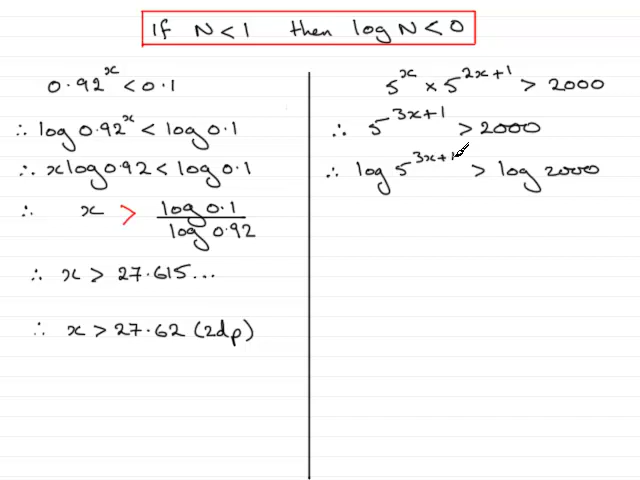 If N < 1 then log N < 0
0.92^x < 0.1
∴ log 0.92^x < log 0.1
∴ x log 0.92 < log 0.1
∴ x > log 0.1 / log 0.92
∴ x > 27.615...
∴ x > 27.62 (2dp)
5^x × 5^(2x+1) > 2000
∴ 5^(3x+1) > 2000
∴ log 5^(3x+1) > log 2000